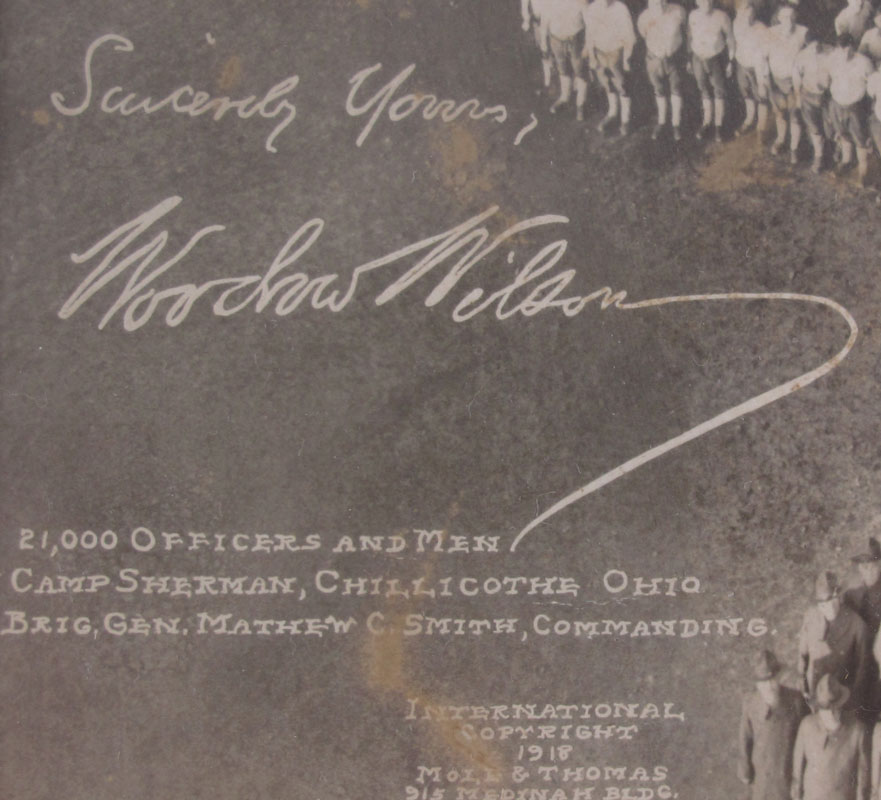 Sincerely Yours,
Woodrow Wilson
21,000 OFFICERS AND MEN
CAMP SHERMAN, CHILLICOTHE OHIO
BRIG. GEN. MATHEW C. SMITH, COMMANDING.
INTERNATIONAL
COPYRIGHT
1918
MOLE & THOMAS
915 MEDINAH BLDG.